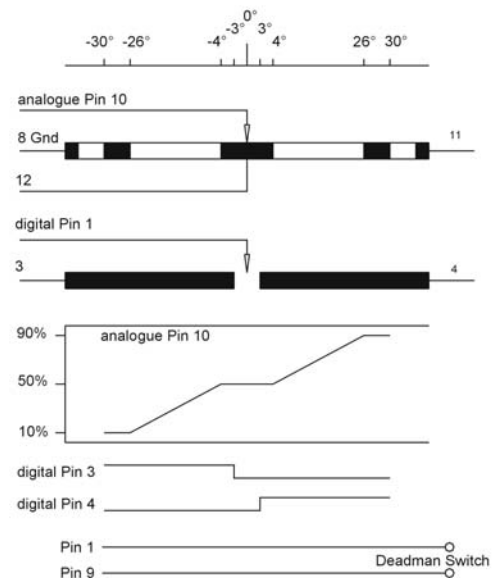 0°
-3° 3°
-30° -26° -4° 4° 26° 30°
analogue Pin 10
8 Gnd
11
12
digital Pin 1
3
4
90%
analogue Pin 10
50%
10%
digital Pin 3
digital Pin 4
Pin 1
Deadman Switch
Pin 9